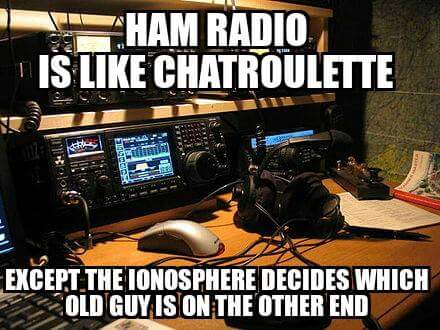 HAM RADIO
IS LIKE CHATROULETTE
EXCEPT THE IONOSPHERE DECIDES WHICH
OLD GUY IS ON THE OTHER END